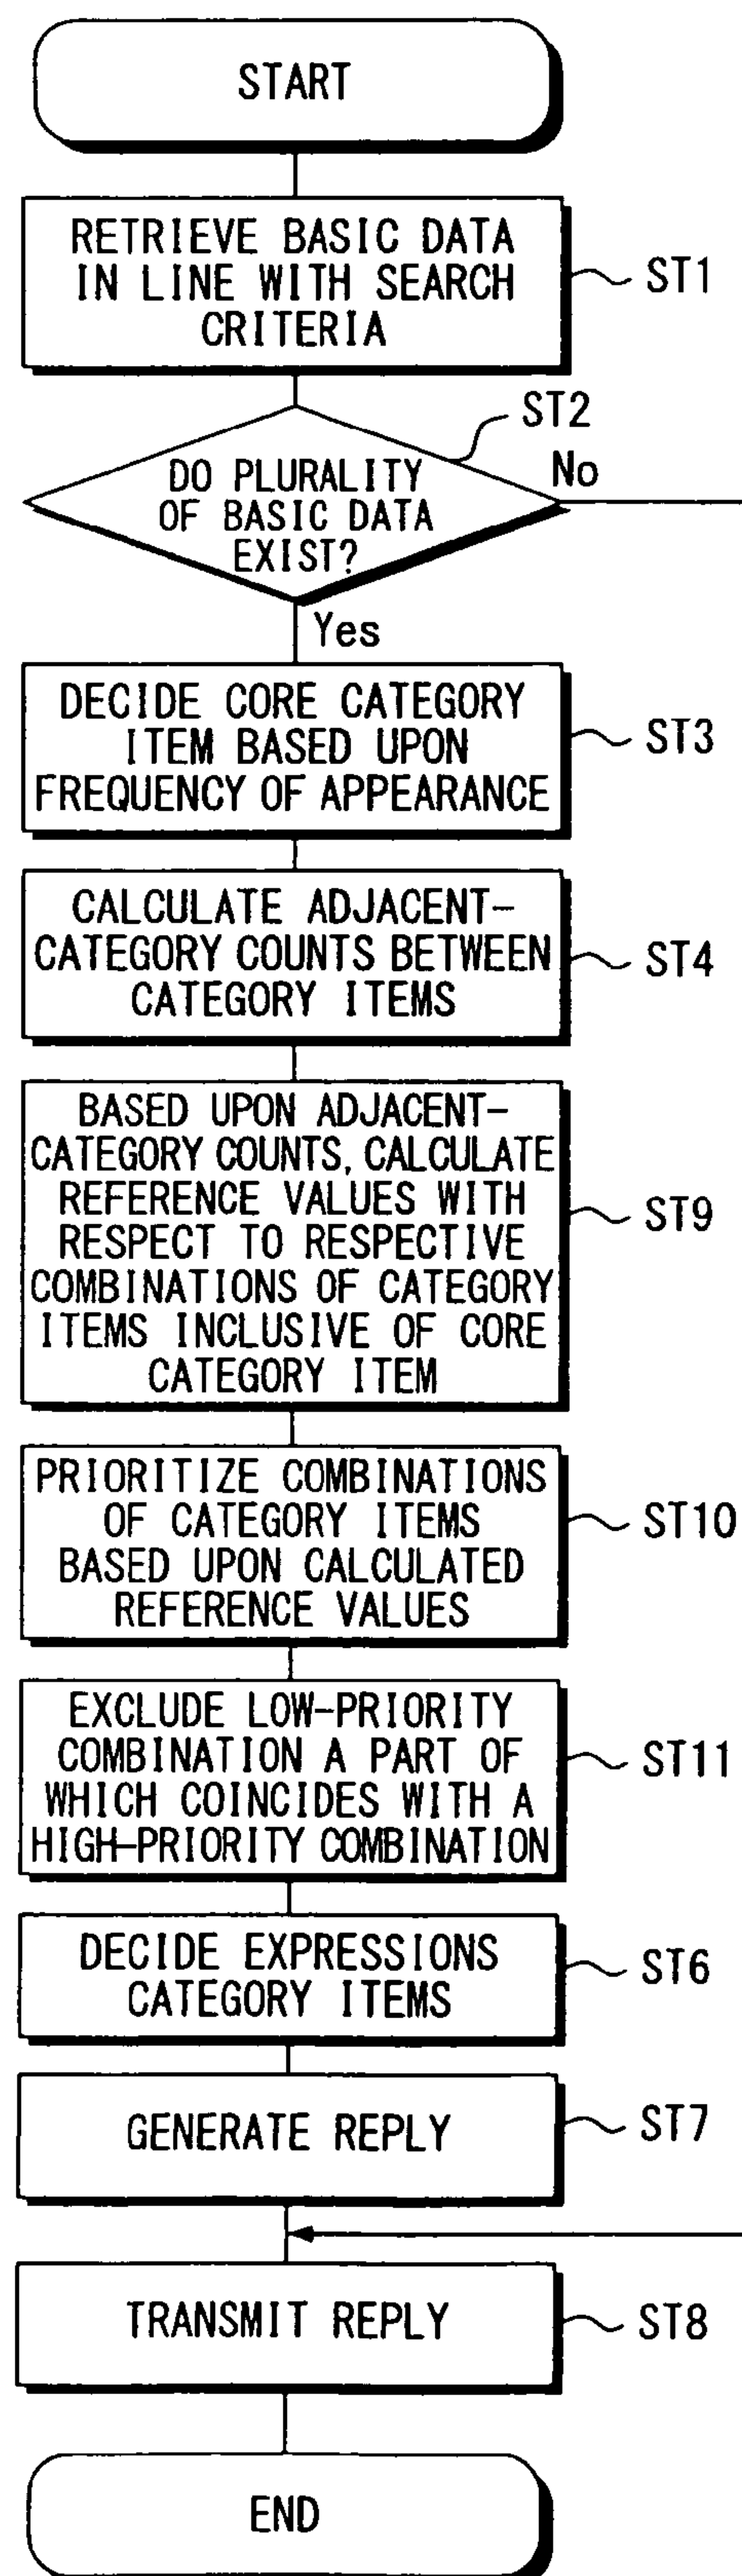 START
RETRIEVE BASIC DATA
IN LINE WITH SEARCH
CRITERIA
ST1
ST2
DO PLURALITY
OF BASIC DATA
EXIST?
No
Yes
DECIDE CORE CATEGORY
ITEM BASED UPON
FREQUENCY OF APPEARANCE
ST3
CALCULATE ADJACENT-
CATEGORY COUNTS BETWEEN
CATEGORY ITEMS
ST4
BASED UPON ADJACENT-
CATEGORY COUNTS, CALCULATE
REFERENCE VALUES WITH
RESPECT TO RESPECTIVE
COMBINATIONS OF CATEGORY
ITEMS INCLUSIVE OF CORE
CATEGORY ITEM
ST9
PRIORITIZE COMBINATIONS
OF CATEGORY ITEMS
BASED UPON CALCULATED
REFERENCE VALUES
ST10
EXCLUDE LOW-PRIORITY
COMBINATION A PART OF
WHICH COINCIDES WITH A
HIGH-PRIORITY COMBINATION
ST11
DECIDE EXPRESSIONS
CATEGORY ITEMS
ST6
GENERATE REPLY
ST7
TRANSMIT REPLY
ST8
END